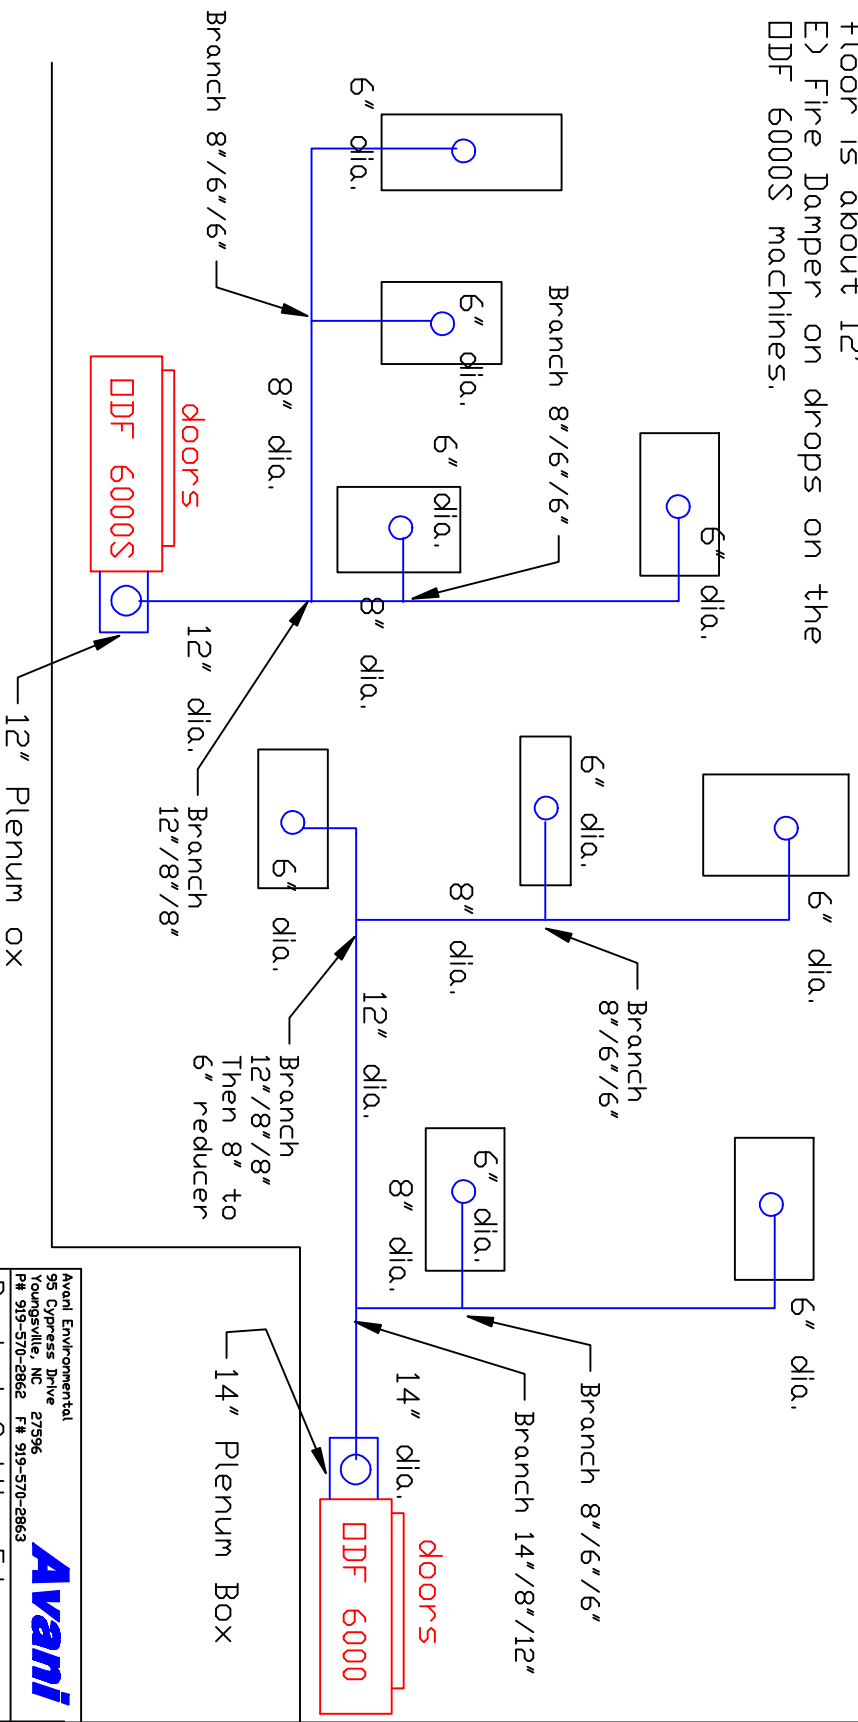 floor is about 12'
E) Fire Damper on drops on the
ODF 6000S machines.
6" dia.
6" dia.
6" dia.
6" dia.
6" dia.
6" dia.
6" dia.
6" dia.
6" dia.
Branch 8"/6"/6"
Branch 8"/6"/6"
8" dia.
8" dia.
doors
ODF 6000S
12" dia.
Branch
12"/8"/8"
12" Plenum ox
8" dia.
Branch
8"/6"/6"
12" dia.
Branch
12"/8"/8"
Then 8" to
6" reducer
8" dia.
Branch 8"/6"/6"
Branch 14"/8"/12"
14" dia.
14" Plenum Box
doors
ODF 6000
Avani Environmental
95 Cypress Drive
Youngsville, NC 27596
P# 919-570-2862 F# 919-570-2863
Avani